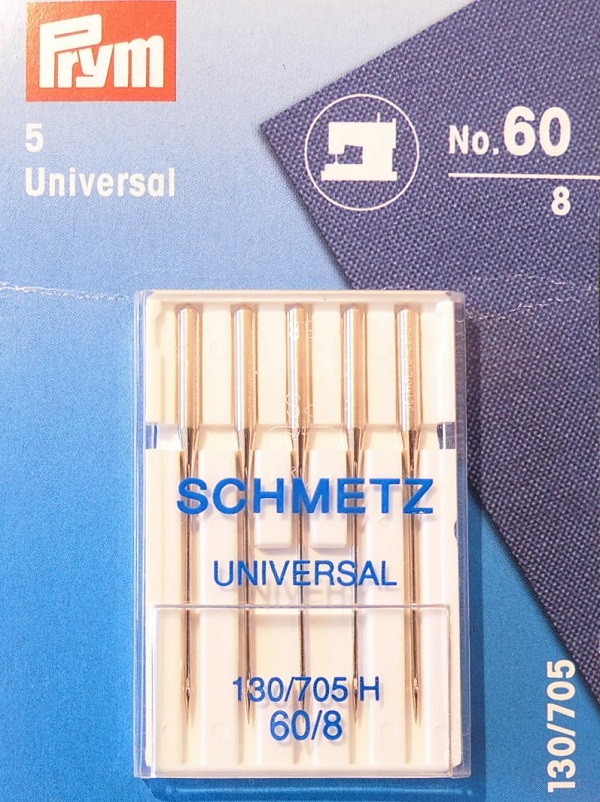 Prym
5
Universal
No.60
8
SCHMETZ
UNIVERSAL
130/705 H
60/8
130/705